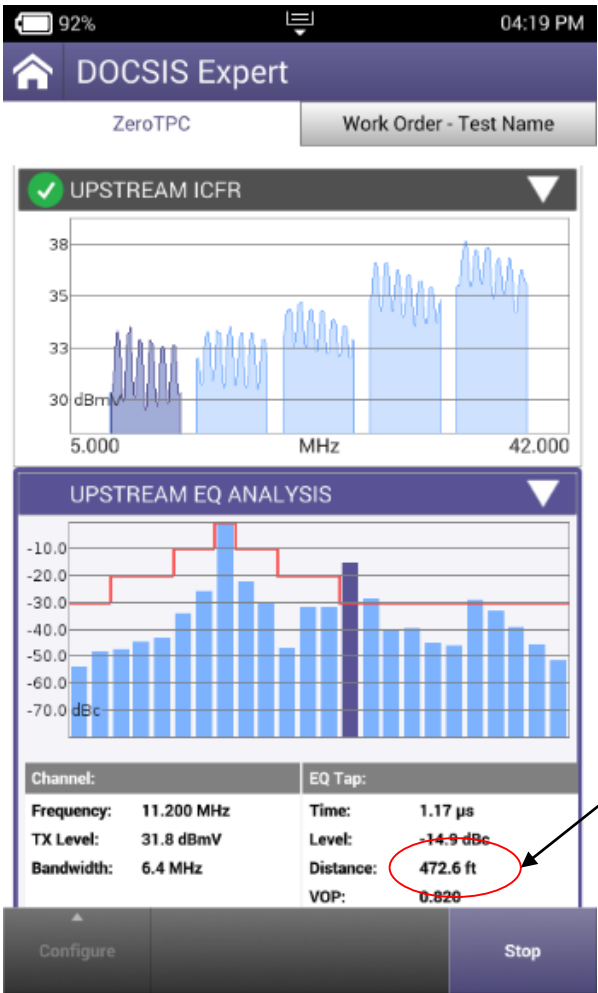 92% 04:19 PM
DOCSIS Expert
ZeroTPC Work Order - Test Name
UPSTREAM ICFR
38
35
33
30 dBmV
5.000 MHz 42.000
UPSTREAM EQ ANALYSIS
-10.0
-20.0
-30.0
-40.0
-50.0
-60.0
-70.0 dBc
Channel: EQ Tap:
Frequency: 11.200 MHz Time: 1.17 µs
TX Level: 31.8 dBmV Level: -14.9 dBc
Bandwidth: 6.4 MHz Distance: 472.6 ft
VOP: 0.820
Configure Stop